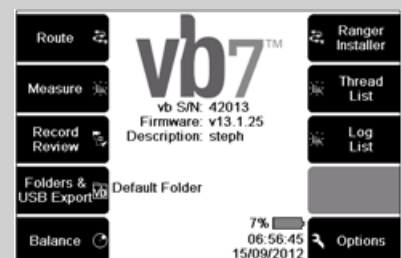 Route
vb7™
Ranger
Installer
Measure
Thread
List
vb S/N: 42013
Firmware: v13.1.25
Description: steph
Record
Review
Log
List
Folders &
USB Export
Default Folder
7%
06:56:45
15/09/2012
Balance
Options